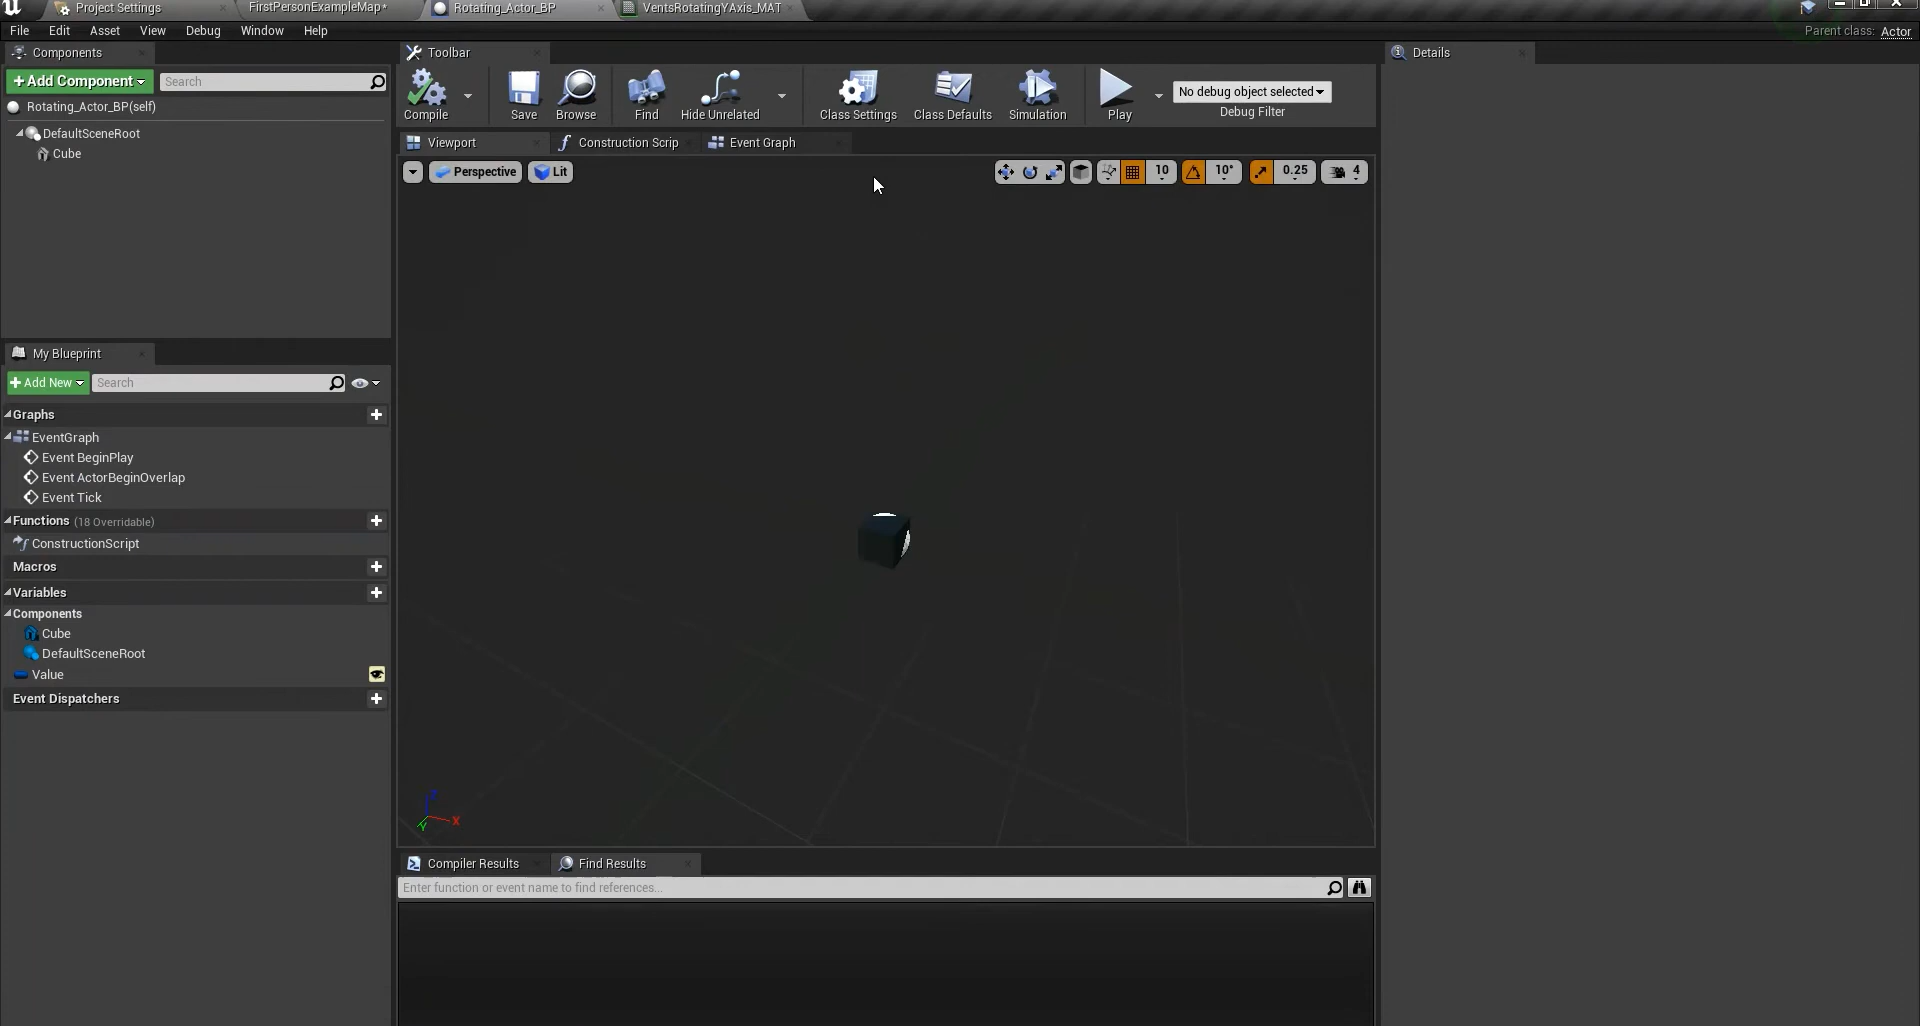 Project Settings
FirstPersonExampleMap*
Rotating_Actor_BP
VentsRotatingYAxis_MAT
File Edit Asset View Debug Window Help
Parent class: Actor
Components
+Add Component
Search
Rotating_Actor_BP(self)
DefaultSceneRoot
Cube
Toolbar
Compile
Save
Browse
Find
Hide Unrelated
Class Settings
Class Defaults
Simulation
Play
No debug object selected
Debug Filter
Details
Viewport
Construction Scrip
Event Graph
Perspective
Lit
10
10°
0.25
4
Z
X
Y
My Blueprint
+Add New
Search
Graphs
EventGraph
Event BeginPlay
Event ActorBeginOverlap
Event Tick
Functions (18 Overridable)
ConstructionScript
Macros
Variables
Components
Cube
DefaultSceneRoot
Value
Event Dispatchers
Compiler Results
Find Results
Enter function or event name to find references...